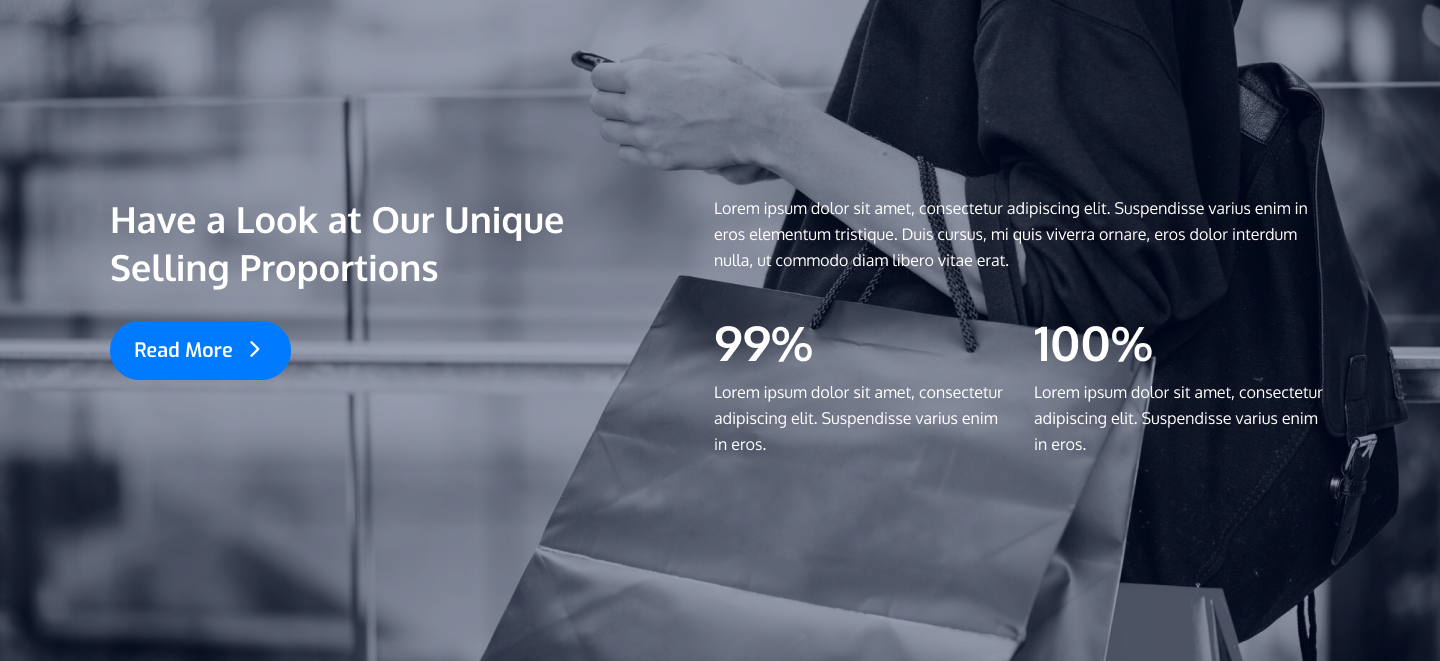 Have a Look at Our Unique
Selling Proportions
Read More
Lorem ipsum dolor sit amet, consectetur adipiscing elit. Suspendisse varius enim in
eros elementum tristique. Duis cursus, mi quis viverra ornare, eros dolor interdum
nulla, ut commodo diam libero vitae erat.
99%
Lorem ipsum dolor sit amet, consectetur
adipiscing elit. Suspendisse varius enim
in eros.
100%
Lorem ipsum dolor sit amet, consectetur
adipiscing elit. Suspendisse varius enim
in eros.